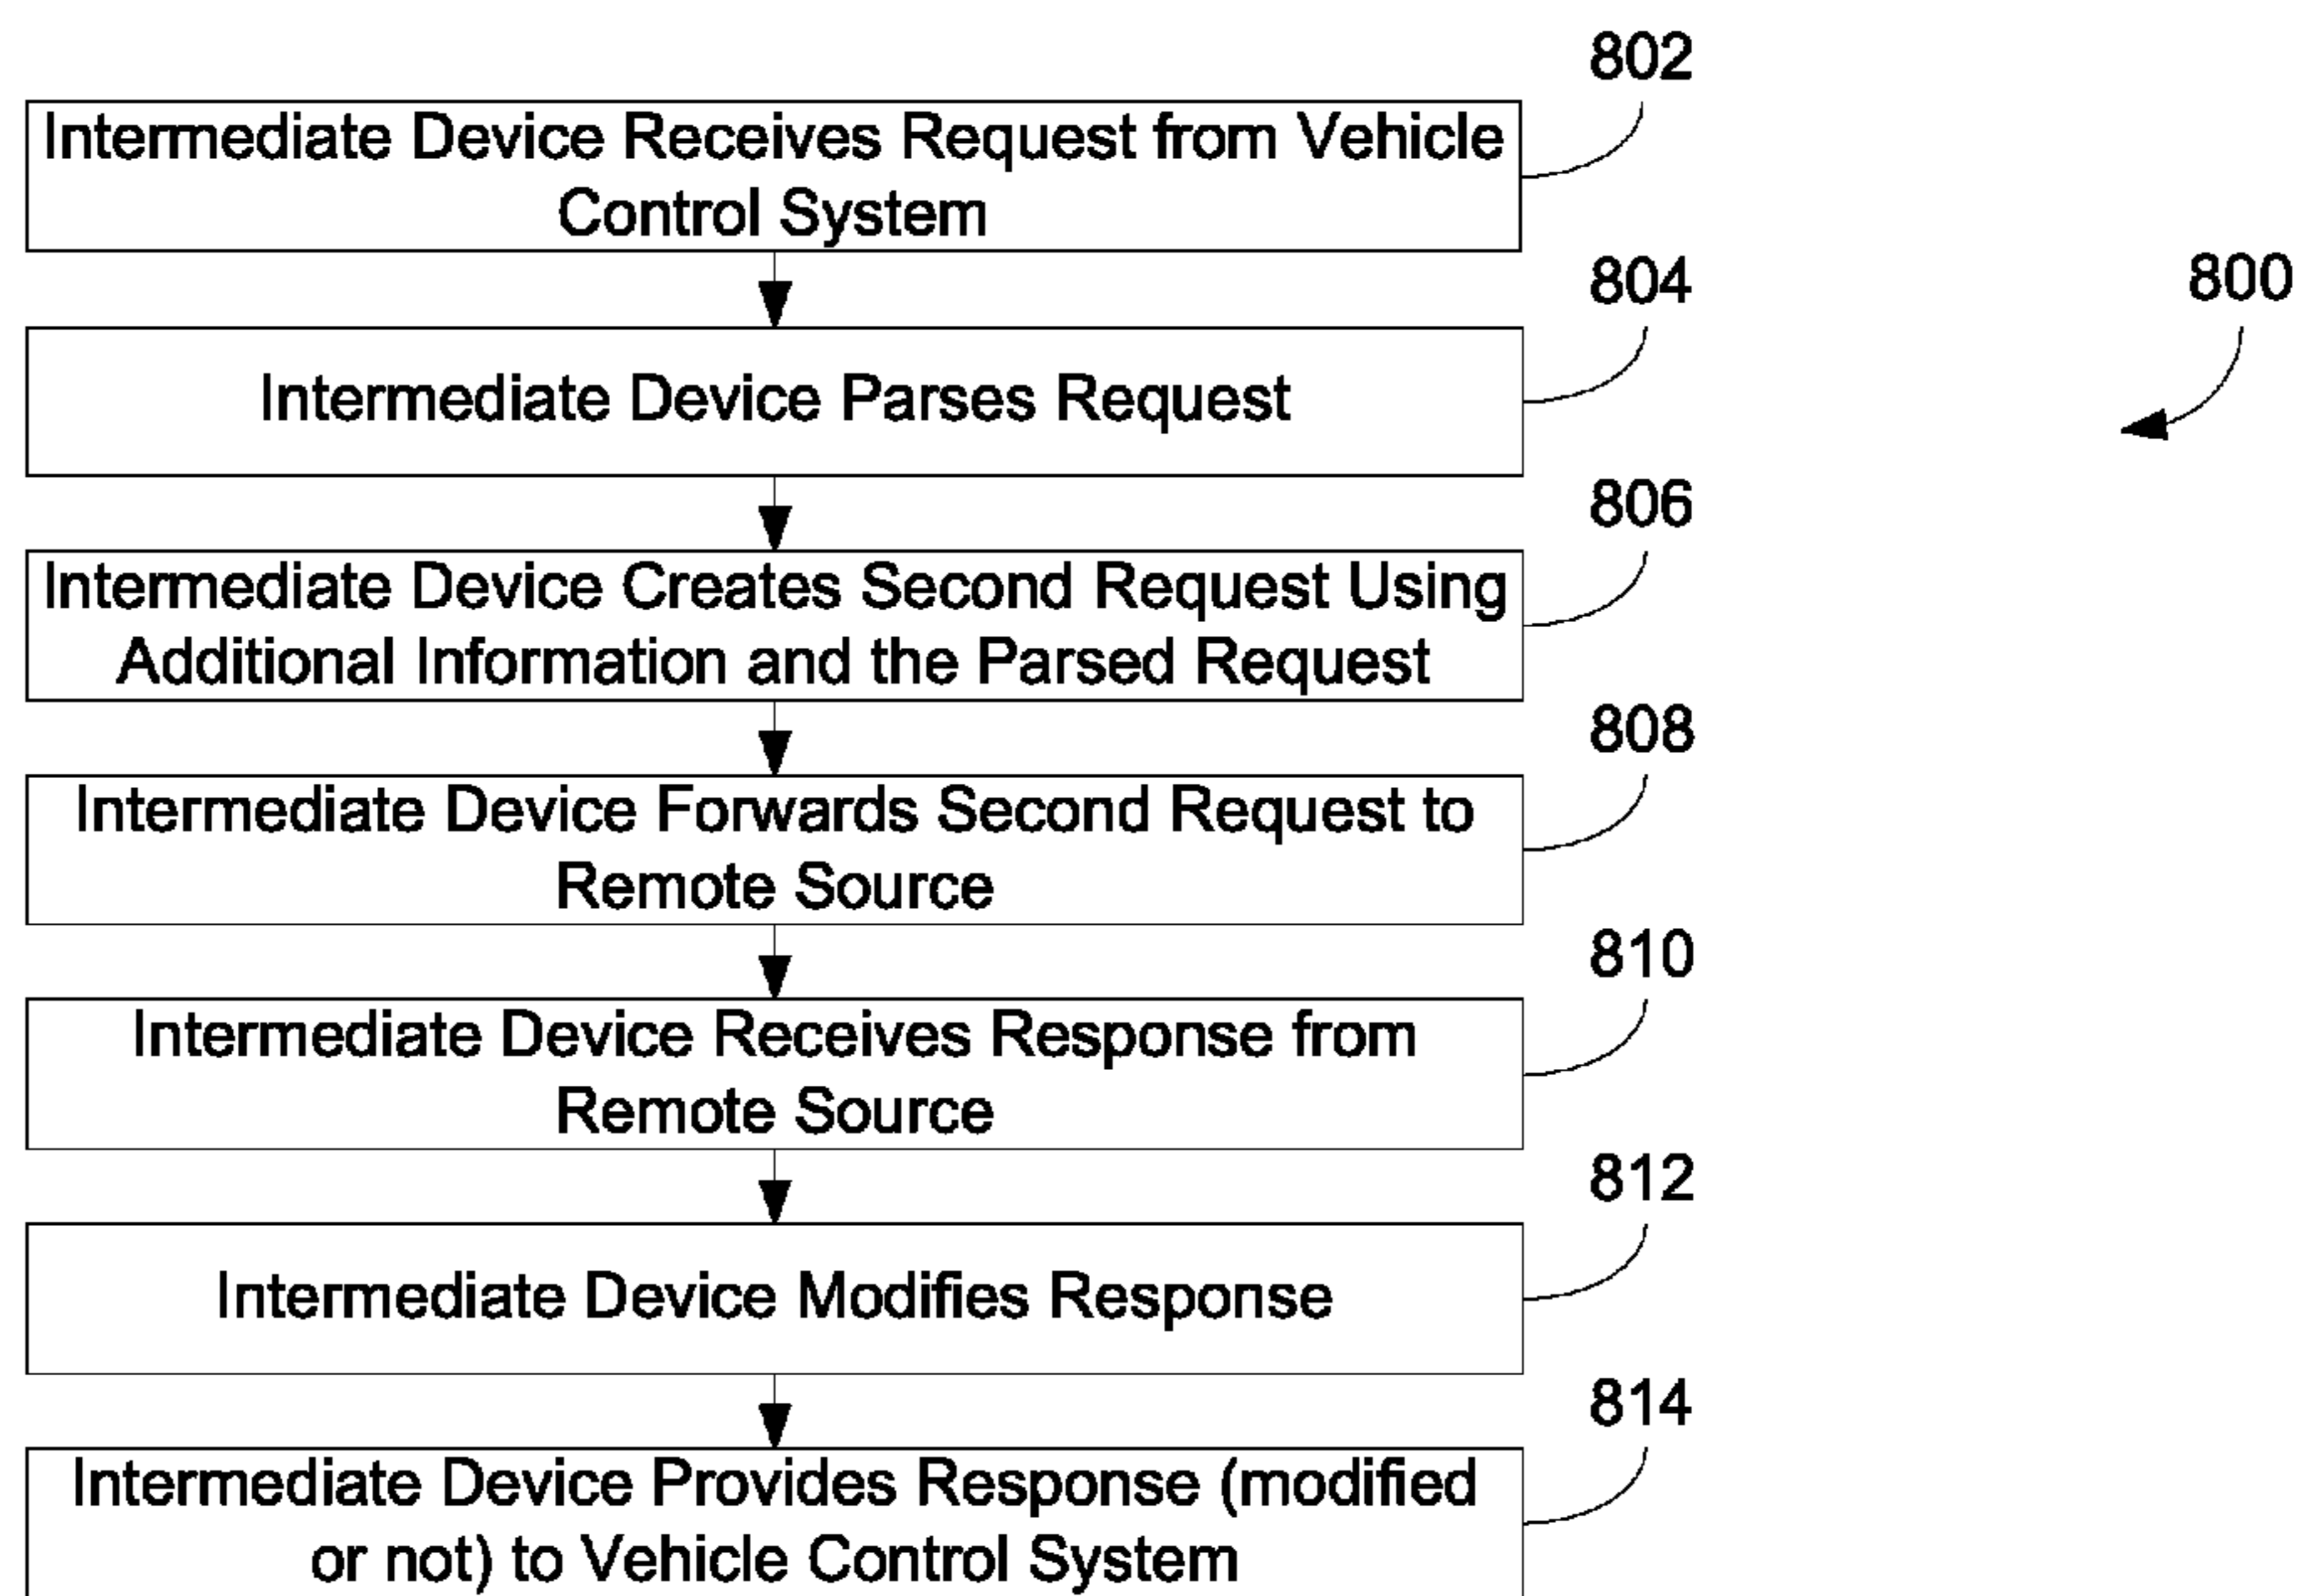 802
Intermediate Device Receives Request from Vehicle
Control System
804
800
Intermediate Device Parses Request
806
Intermediate Device Creates Second Request Using
Additional Information and the Parsed Request
808
Intermediate Device Forwards Second Request to
Remote Source
810
Intermediate Device Receives Response from
Remote Source
812
Intermediate Device Modifies Response
814
Intermediate Device Provides Response (modified
or not) to Vehicle Control System